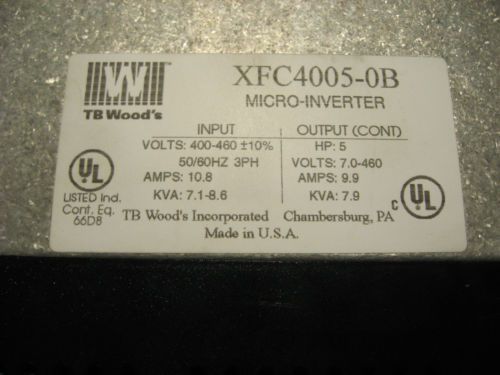 XFC4005-0B
MICRO-INVERTER
W
TB Wood's
INPUT
VOLTS: 400-460 ±10%
50/60HZ 3PH
AMPS: 10.8
KVA: 7.1-8.6
OUTPUT (CONT)
HP: 5
VOLTS: 7.0-460
AMPS: 9.9
KVA: 7.9
UL
LISTED Ind.
Cont. Eq.
66D8
c UL
TB Wood's Incorporated Chambersburg, PA
Made in U.S.A.